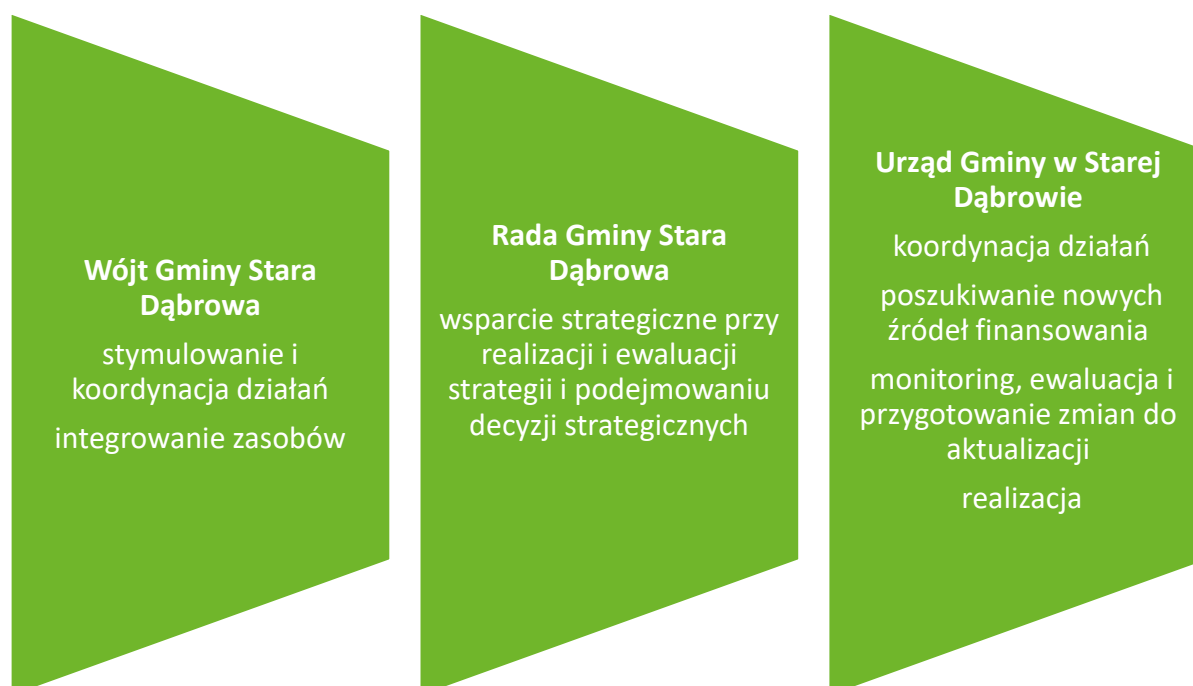 Wójt Gminy Stara
Dąbrowa
stymulowanie i
koordynacja działań
integrowanie zasobów
Rada Gminy Stara
Dąbrowa
wsparcie strategiczne przy
realizacji i ewaluacji
strategii i podejmowaniu
decyzji strategicznych
Urząd Gminy w Starej
Dąbrowie
koordynacja działań
poszukiwanie nowych
źródeł finansowania
monitoring, ewaluacja i
przygotowanie zmian do
aktualizacji
realizacja